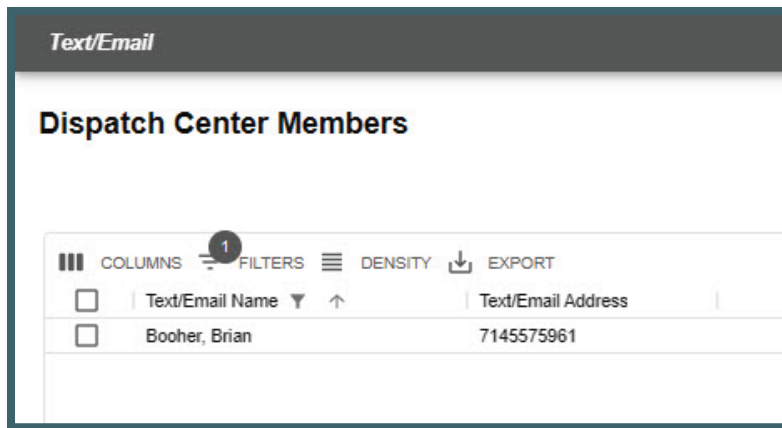 Text/Email
Dispatch Center Members
1
COLUMNS FILTERS DENSITY EXPORT
Text/Email Name Text/Email Address
Booher, Brian 7145575961